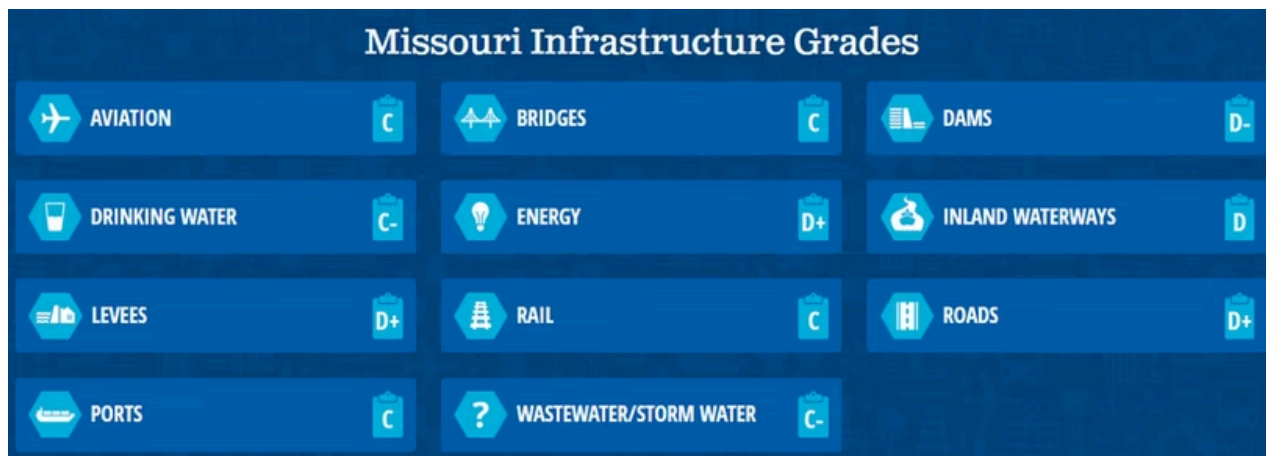 Missouri Infrastructure Grades
AVIATION C
BRIDGES C
DAMS D-
DRINKING WATER C-
ENERGY D+
INLAND WATERWAYS D
LEVEES D+
RAIL C
ROADS D+
PORTS C
? WASTEWATER/STORM WATER C-